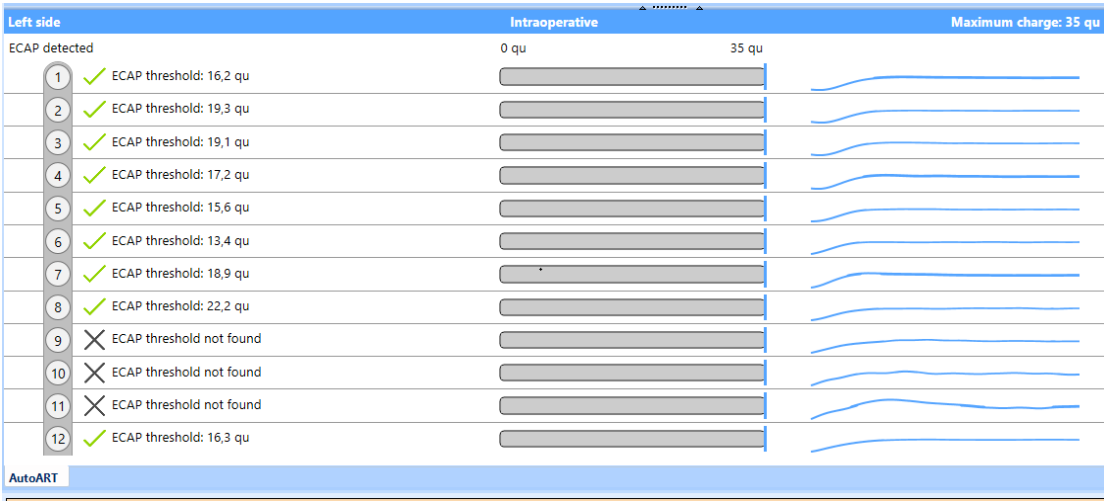 Left side Intraoperative Maximum charge: 35 qu
ECAP detected 0 qu 35 qu
1 ECAP threshold: 16,2 qu
2 ECAP threshold: 19,3 qu
3 ECAP threshold: 19,1 qu
4 ECAP threshold: 17,2 qu
5 ECAP threshold: 15,6 qu
6 ECAP threshold: 13,4 qu
7 ECAP threshold: 18,9 qu
8 ECAP threshold: 22,2 qu
9 ECAP threshold not found
10 ECAP threshold not found
11 ECAP threshold not found
12 ECAP threshold: 16,3 qu
AutoART